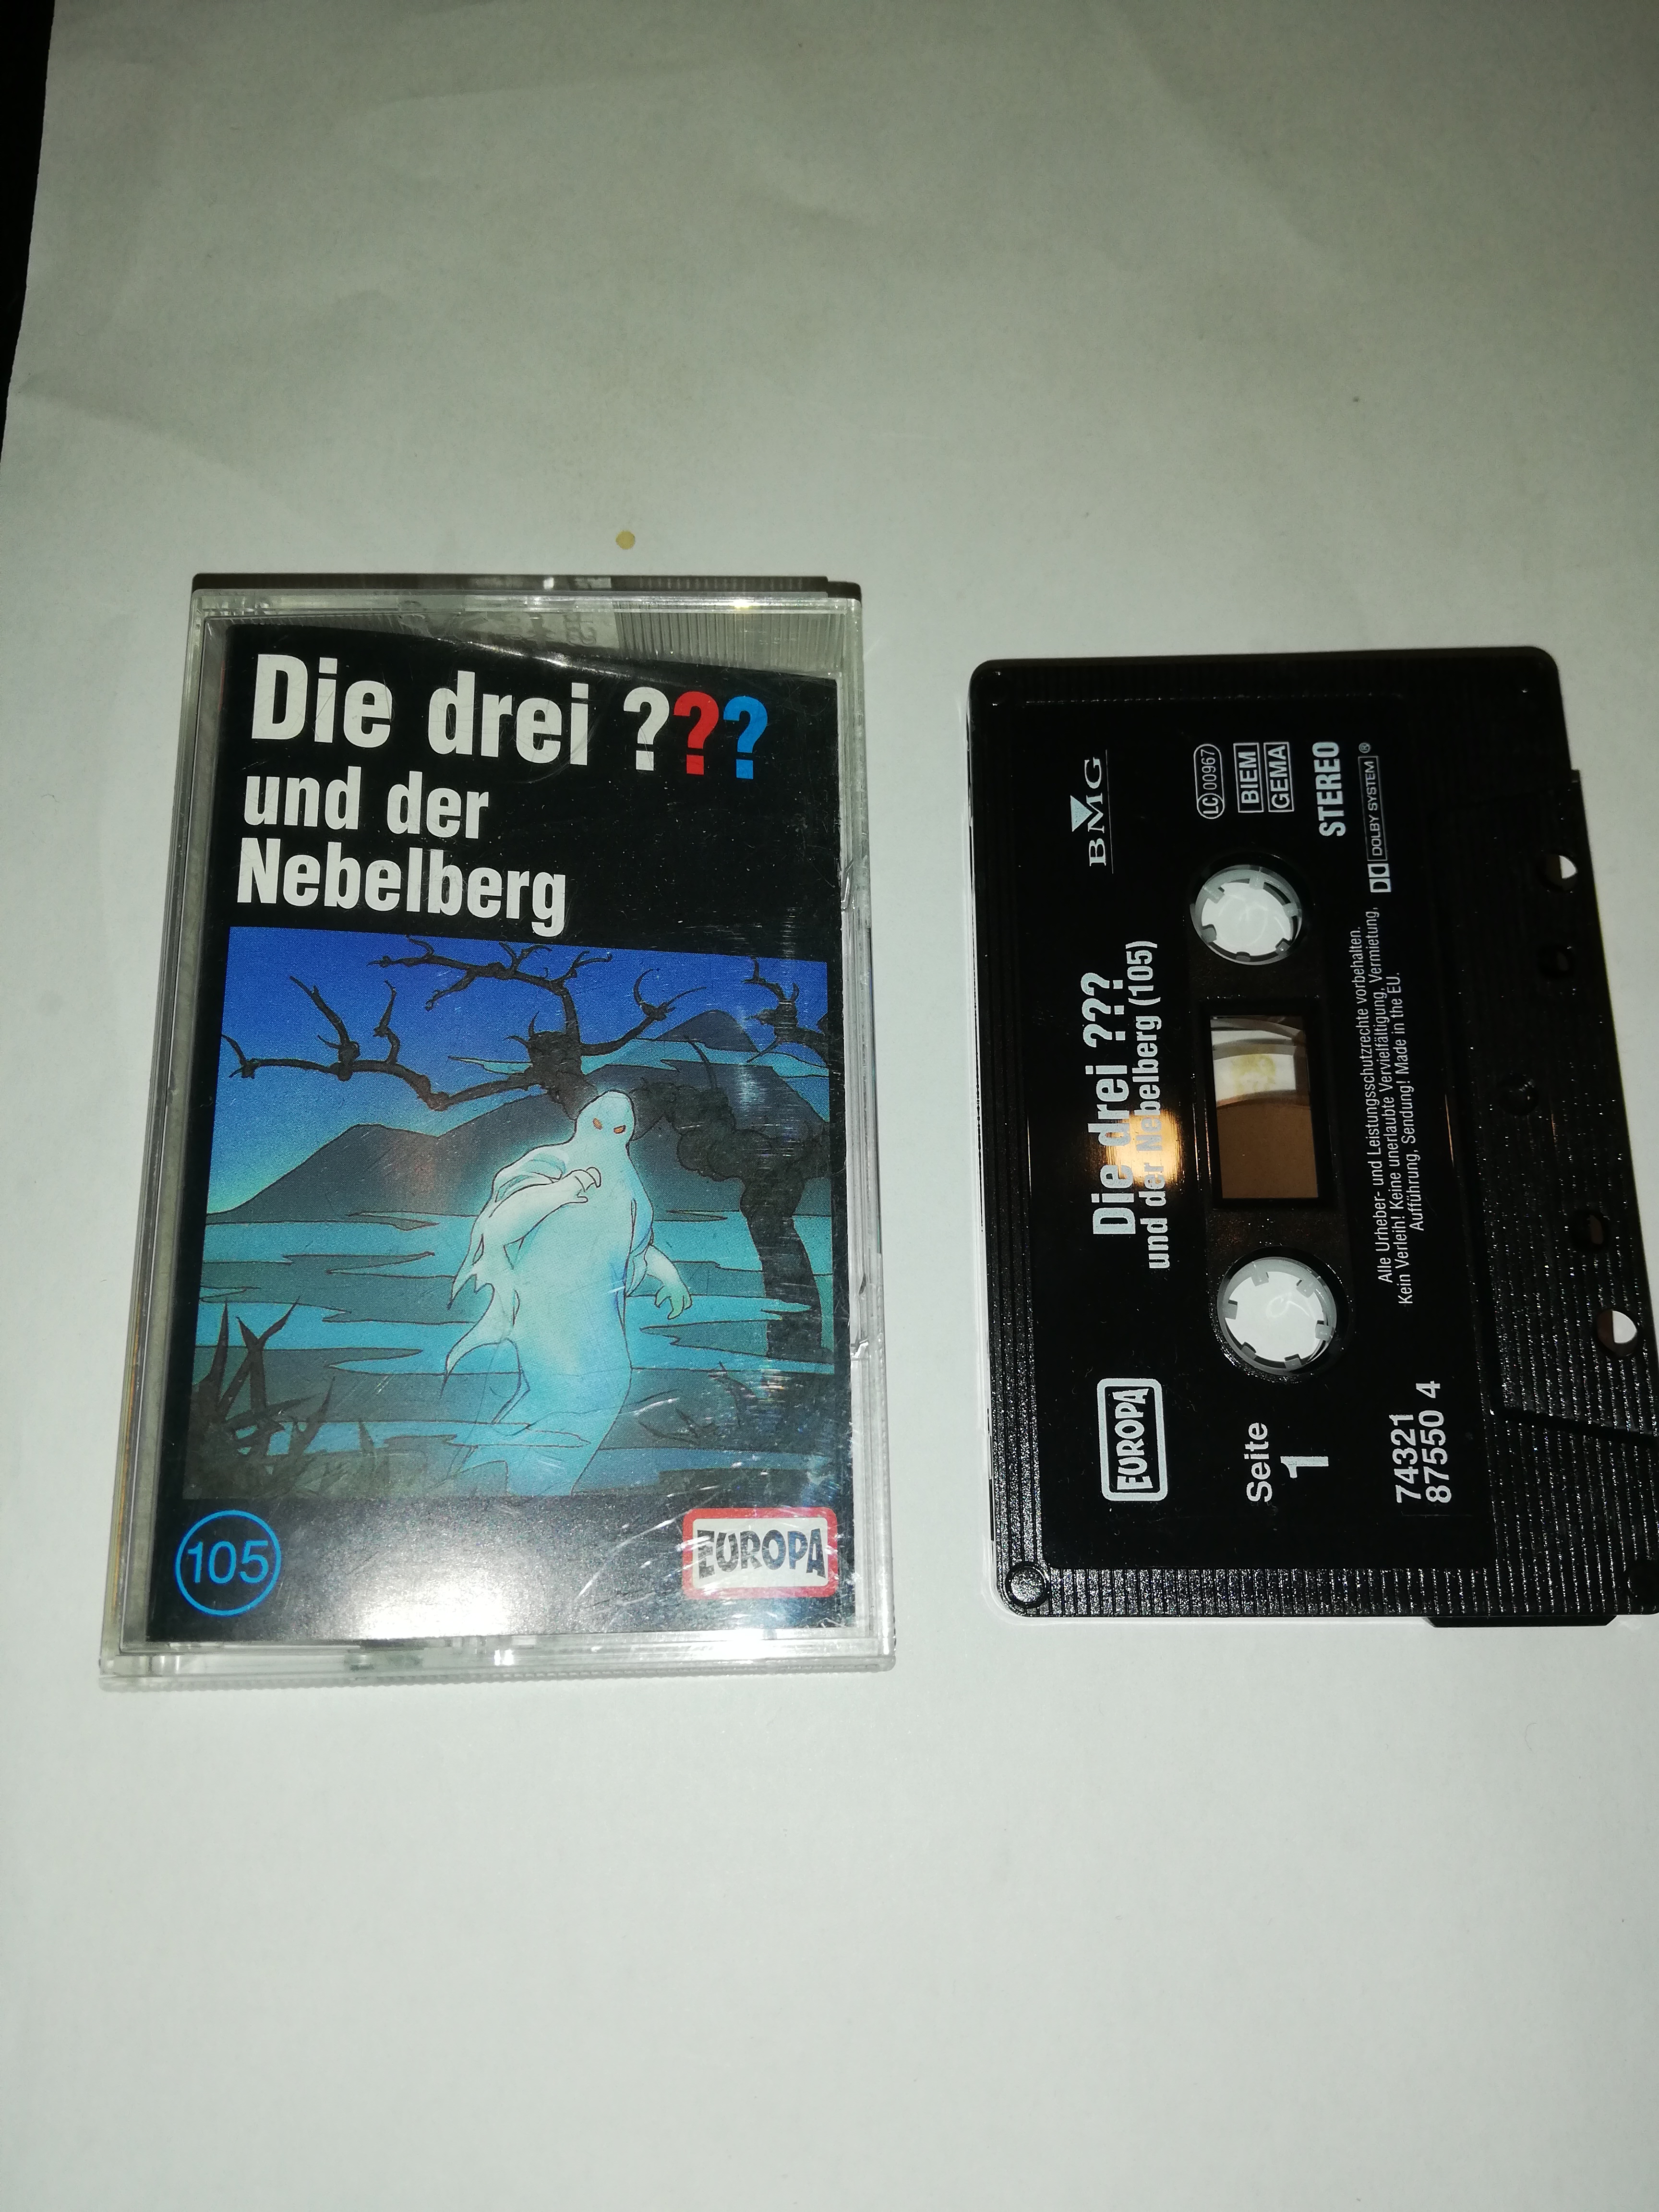 Die drei ???
und der
Nebelberg
105
EUROPA
BMG
LC 00967
BIEM
GEMA
STEREO
DOLBY SYSTEM®
Die drei ???
und der Nebelberg (105)
EUROPA
Seite
1
Alle Urheber- und Leistungsschutzrechte vorbehalten.
Kein Verleih! Keine unerlaubte Vervielfältigung, Vermietung,
Aufführung, Sendung! Made in the EU.
74321
87550 4